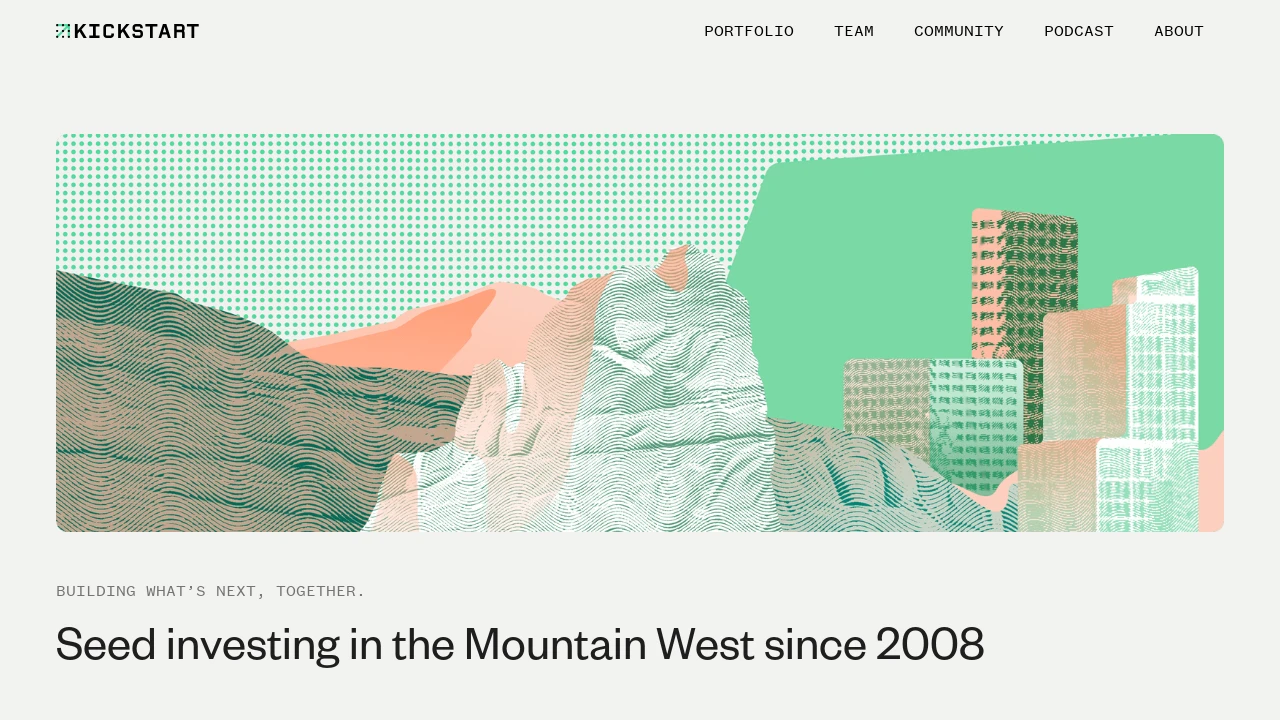 KICKSTART
PORTFOLIO TEAM COMMUNITY PODCAST ABOUT
BUILDING WHAT’S NEXT, TOGETHER.
Seed investing in the Mountain West since 2008